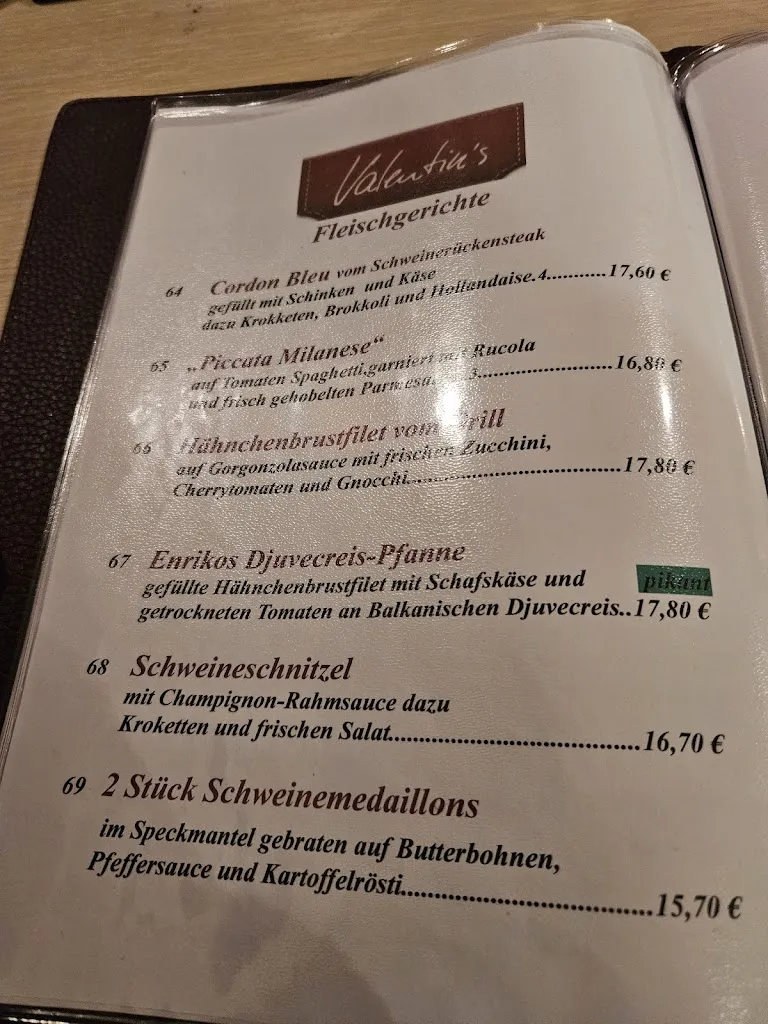 Valentin's
Fleischgerichte
64 Cordon Bleu vom Schweinerückensteak
gefüllt mit Schinken und Käse
dazu Krokketen, Brokkoli und Hollandaise.4..........17,60 €
65 „Piccata Milanese“
auf Tomaten Spaghetti,garniert mit Rucola
und frisch gehobelten 3......................16,80 €
66 Hähnchenbrustfilet vom Grill
auf Gorgonzolasauce mit frischen Zucchini,
Cherrytomaten und Gnocchi...................................17,80 €
67 Enrikos Djuvecreis-Pfanne
gefüllte Hähnchenbrustfilet mit Schafskäse und pikant
getrockneten Tomaten an Balkanischen Djuvecreis..17,80 €
68 Schweineschnitzel
mit Champignon-Rahmsauce dazu
Kroketten und frischen Salat.......................................16,70 €
69 2 Stück Schweinemedaillons
im Speckmantel gebraten auf Butterbohnen,
Pfeffersauce und Kartoffelrösti.....................................15,70 €